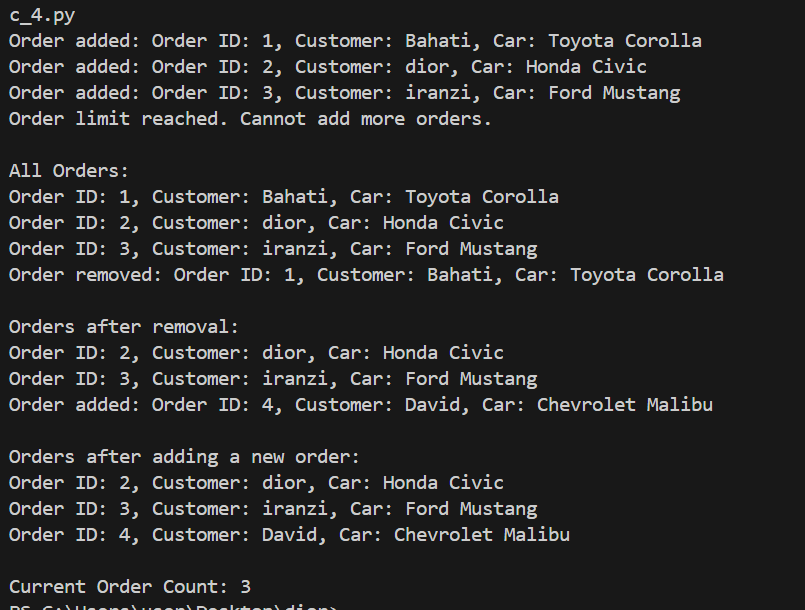 c_4.py
Order added: Order ID: 1, Customer: Bahati, Car: Toyota Corolla
Order added: Order ID: 2, Customer: dior, Car: Honda Civic
Order added: Order ID: 3, Customer: iranzi, Car: Ford Mustang
Order limit reached. Cannot add more orders.
All Orders:
Order ID: 1, Customer: Bahati, Car: Toyota Corolla
Order ID: 2, Customer: dior, Car: Honda Civic
Order ID: 3, Customer: iranzi, Car: Ford Mustang
Order removed: Order ID: 1, Customer: Bahati, Car: Toyota Corolla
Orders after removal:
Order ID: 2, Customer: dior, Car: Honda Civic
Order ID: 3, Customer: iranzi, Car: Ford Mustang
Order added: Order ID: 4, Customer: David, Car: Chevrolet Malibu
Orders after adding a new order:
Order ID: 2, Customer: dior, Car: Honda Civic
Order ID: 3, Customer: iranzi, Car: Ford Mustang
Order ID: 4, Customer: David, Car: Chevrolet Malibu
Current Order Count: 3
PS C:\Users\user\Desktop\dior>